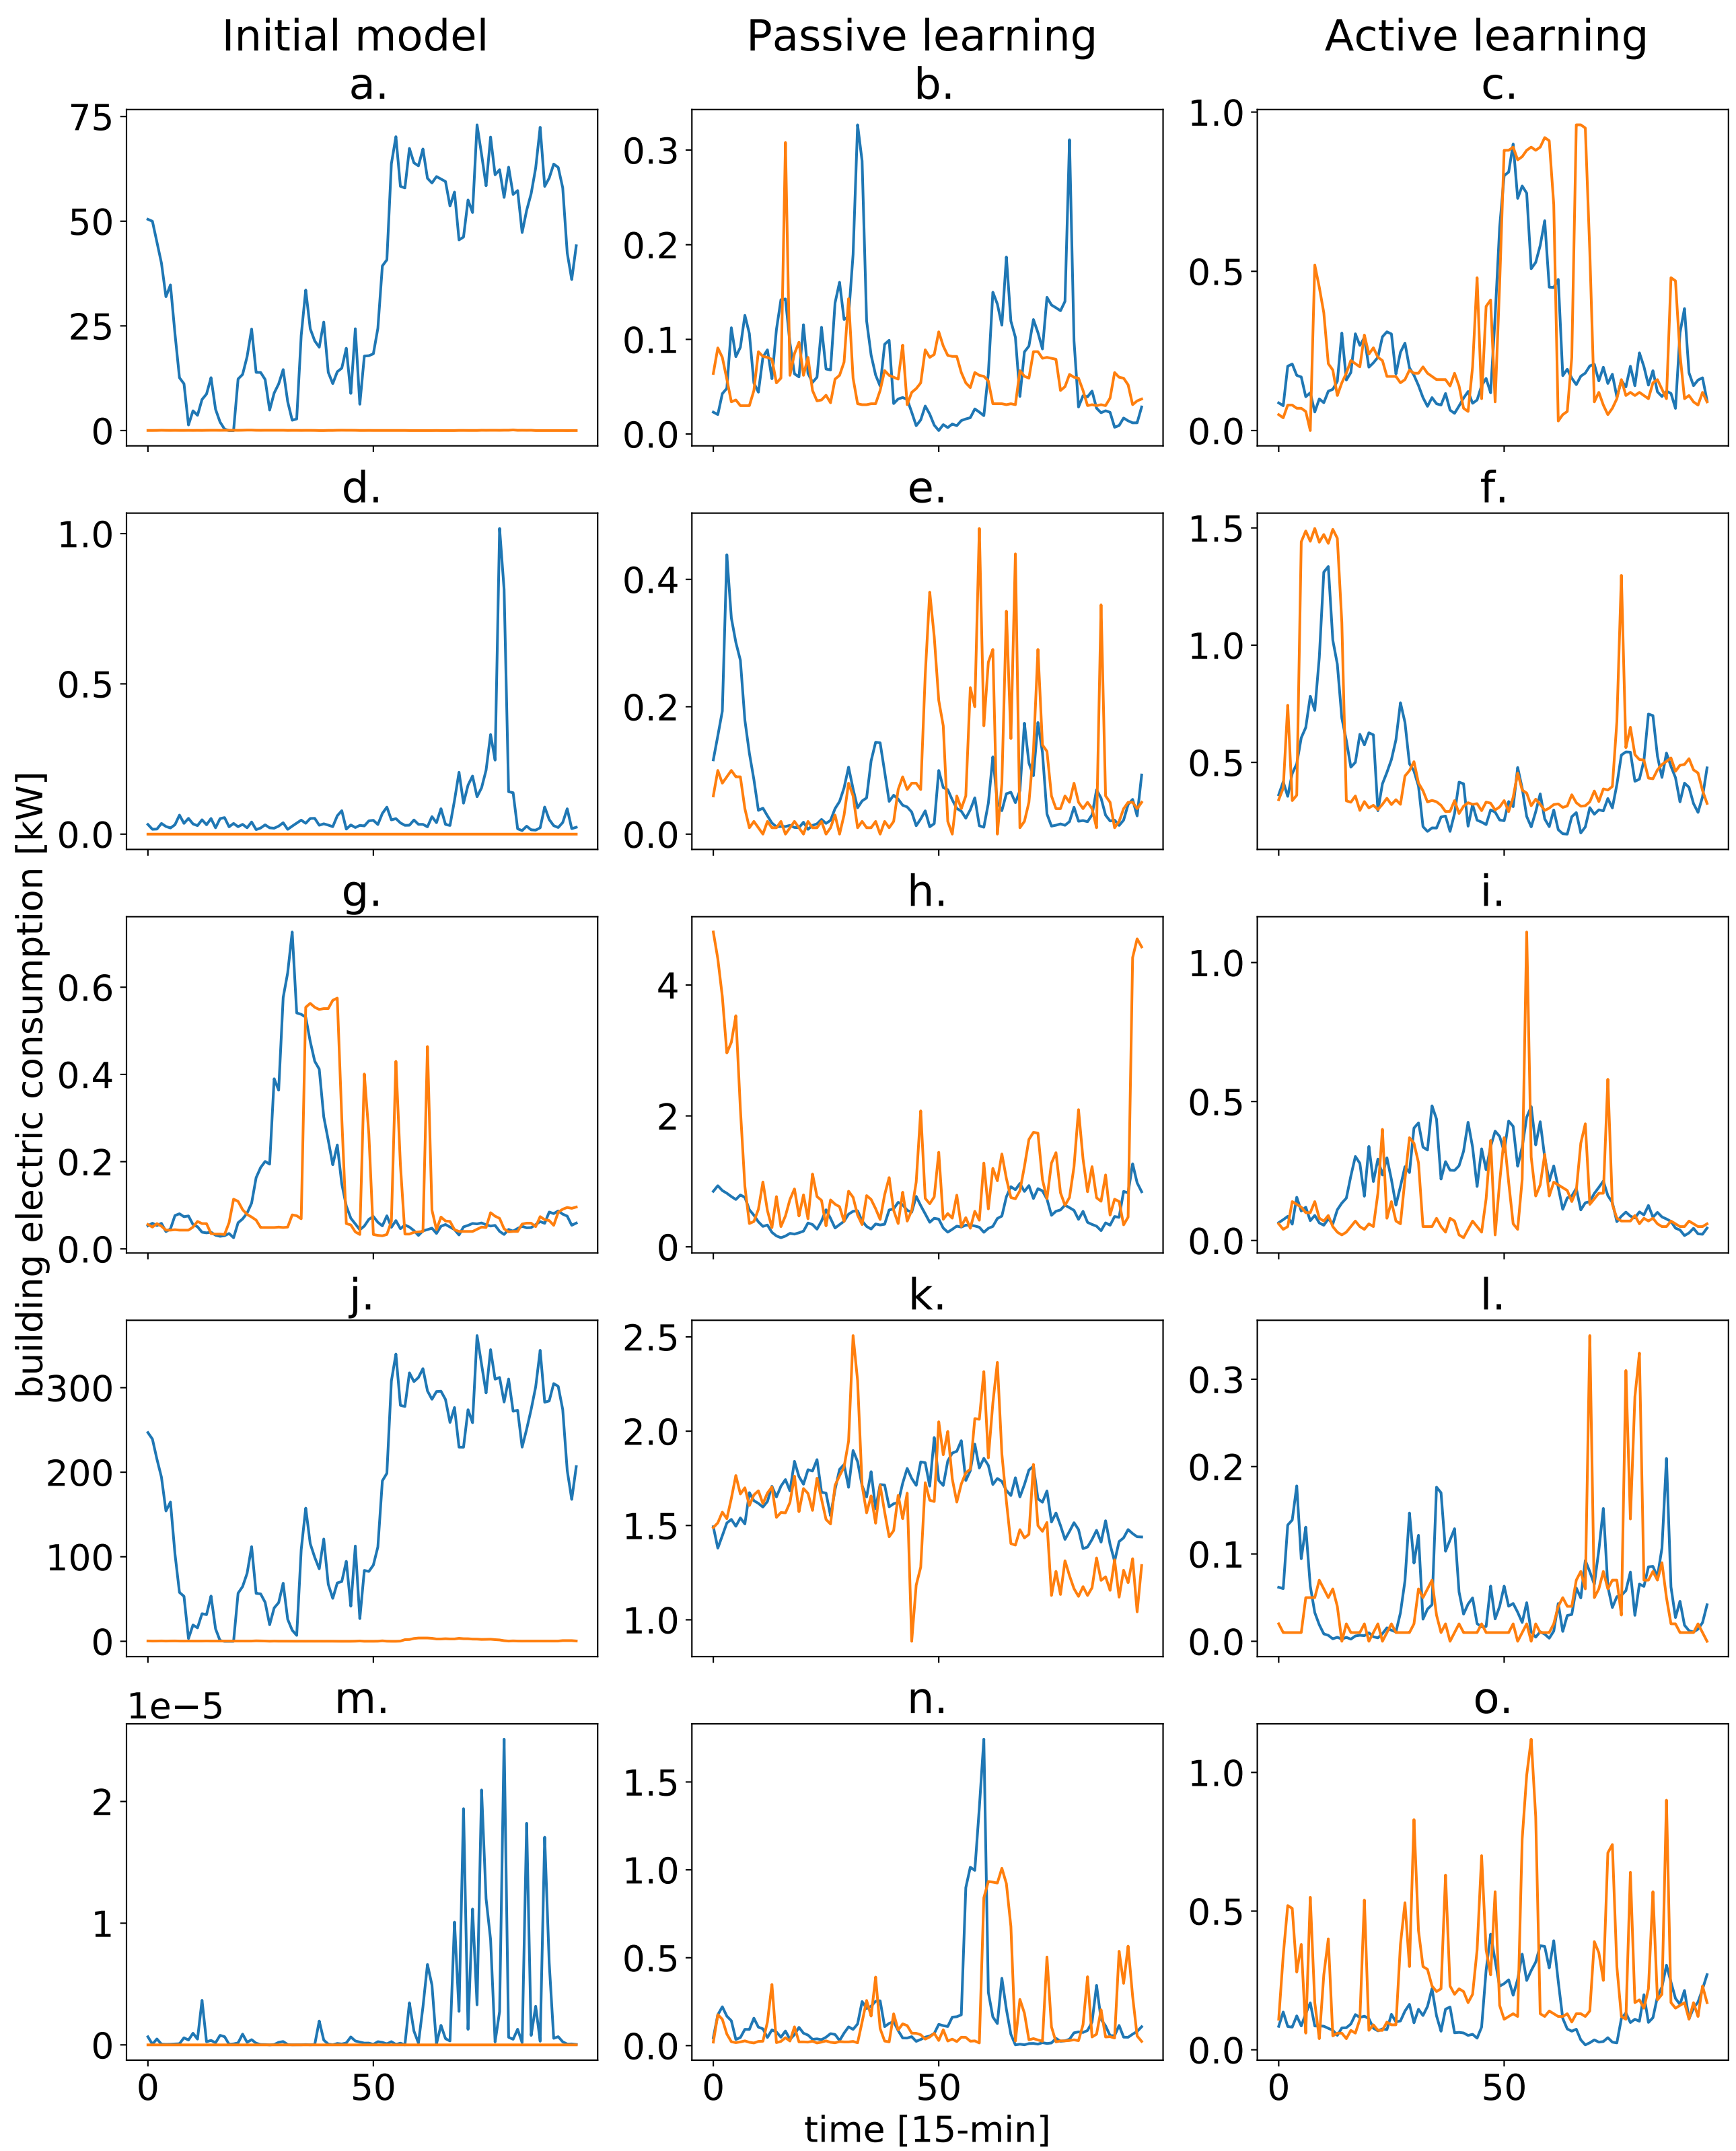 Initial model
Passive learning
Active learning
a.
b.
c.
75
50
25
0
0.3
0.2
0.1
0.0
1.0
0.5
0.0
d.
e.
f.
1.0
0.5
0.0
0.4
0.2
0.0
1.5
1.0
0.5
building electric consumption [kW]
g.
h.
i.
0.6
0.4
0.2
0.0
4
2
0
1.0
0.5
0.0
j.
k.
l.
300
200
100
0
2.5
2.0
1.5
1.0
0.3
0.2
0.1
0.0
1e−5
m.
n.
o.
2
1
0
1.5
1.0
0.5
0.0
1.0
0.5
0.0
0
50
0
50
0
50
time [15-min]